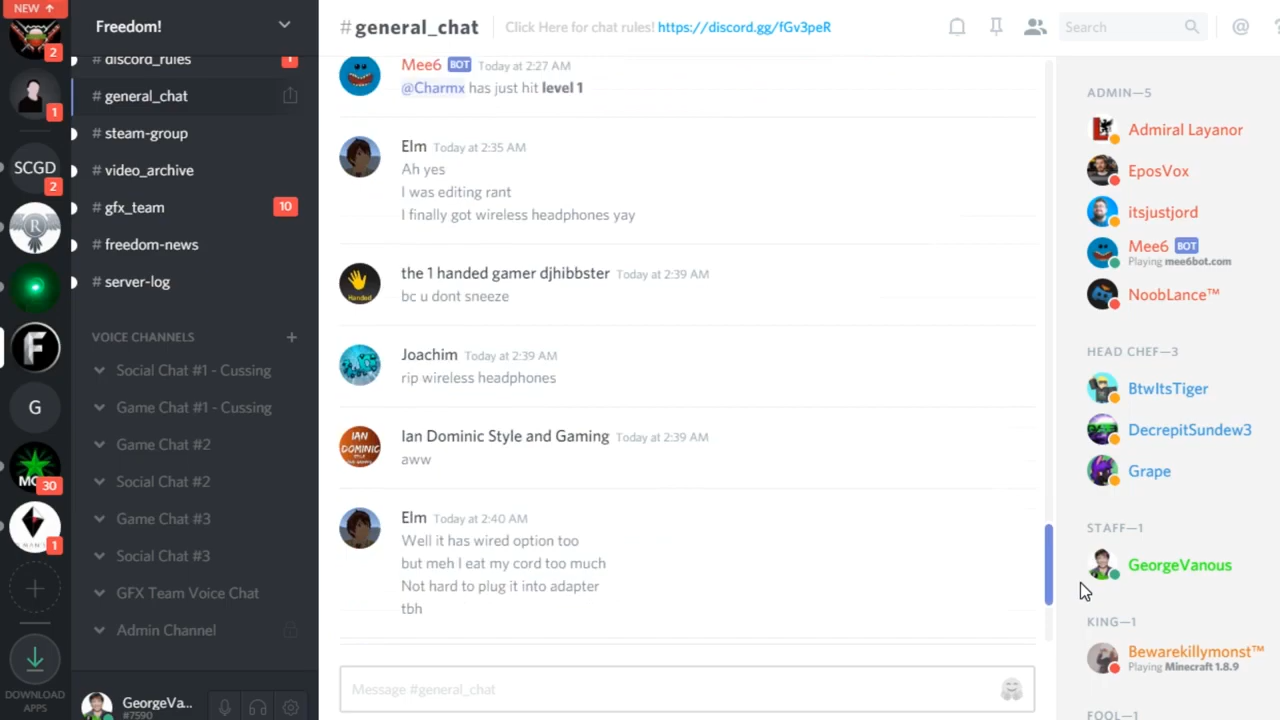 NEW ↑
2
1
SCGD
2
R
F
G
30
1
DOWNLOAD
APPS
Freedom!
# discord_rules
1
# general_chat
# steam-group
# video_archive
# gfx_team
10
# freedom-news
# server-log
VOICE CHANNELS +
Social Chat #1 - Cussing
Game Chat #1 - Cussing
Game Chat #2
Social Chat #2
Game Chat #3
Social Chat #3
GFX Team Voice Chat
Admin Channel
GeorgeVa...
#7590
#general_chat
Click Here for chat rules! https://discord.gg/fGv3peR
Search
@
Mee6 BOT Today at 2:27 AM
@Charmx has just hit level 1
Elm Today at 2:35 AM
Ah yes
I was editing rant
I finally got wireless headphones yay
Handed
the 1 handed gamer djhibbster Today at 2:39 AM
bc u dont sneeze
Joachim Today at 2:39 AM
rip wireless headphones
IAN
DOMINIC
Ian Dominic Style and Gaming Today at 2:39 AM
aww
Elm Today at 2:40 AM
Well it has wired option too
but meh I eat my cord too much
Not hard to plug it into adapter
tbh
Message #general_chat
ADMIN—5
Admiral Layanor
EposVox
itsjustjord
Mee6 BOT
Playing mee6bot.com
NoobLance™
HEAD CHEF—3
BtwItsTiger
DecrepitSundew3
Grape
STAFF—1
GeorgeVanous
KING—1
Bewarekillymonst™
Playing Minecraft 1.8.9
FOOL—1